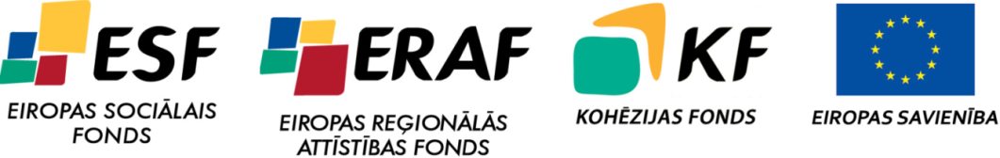 ESF
EIROPAS SOCIĀLAIS
FONDS
ERAF
EIROPAS REĢIONĀLĀS
ATTĪSTĪBAS FONDS
KF
KOHĒZIJAS FONDS
EIROPAS SAVIENĪBA